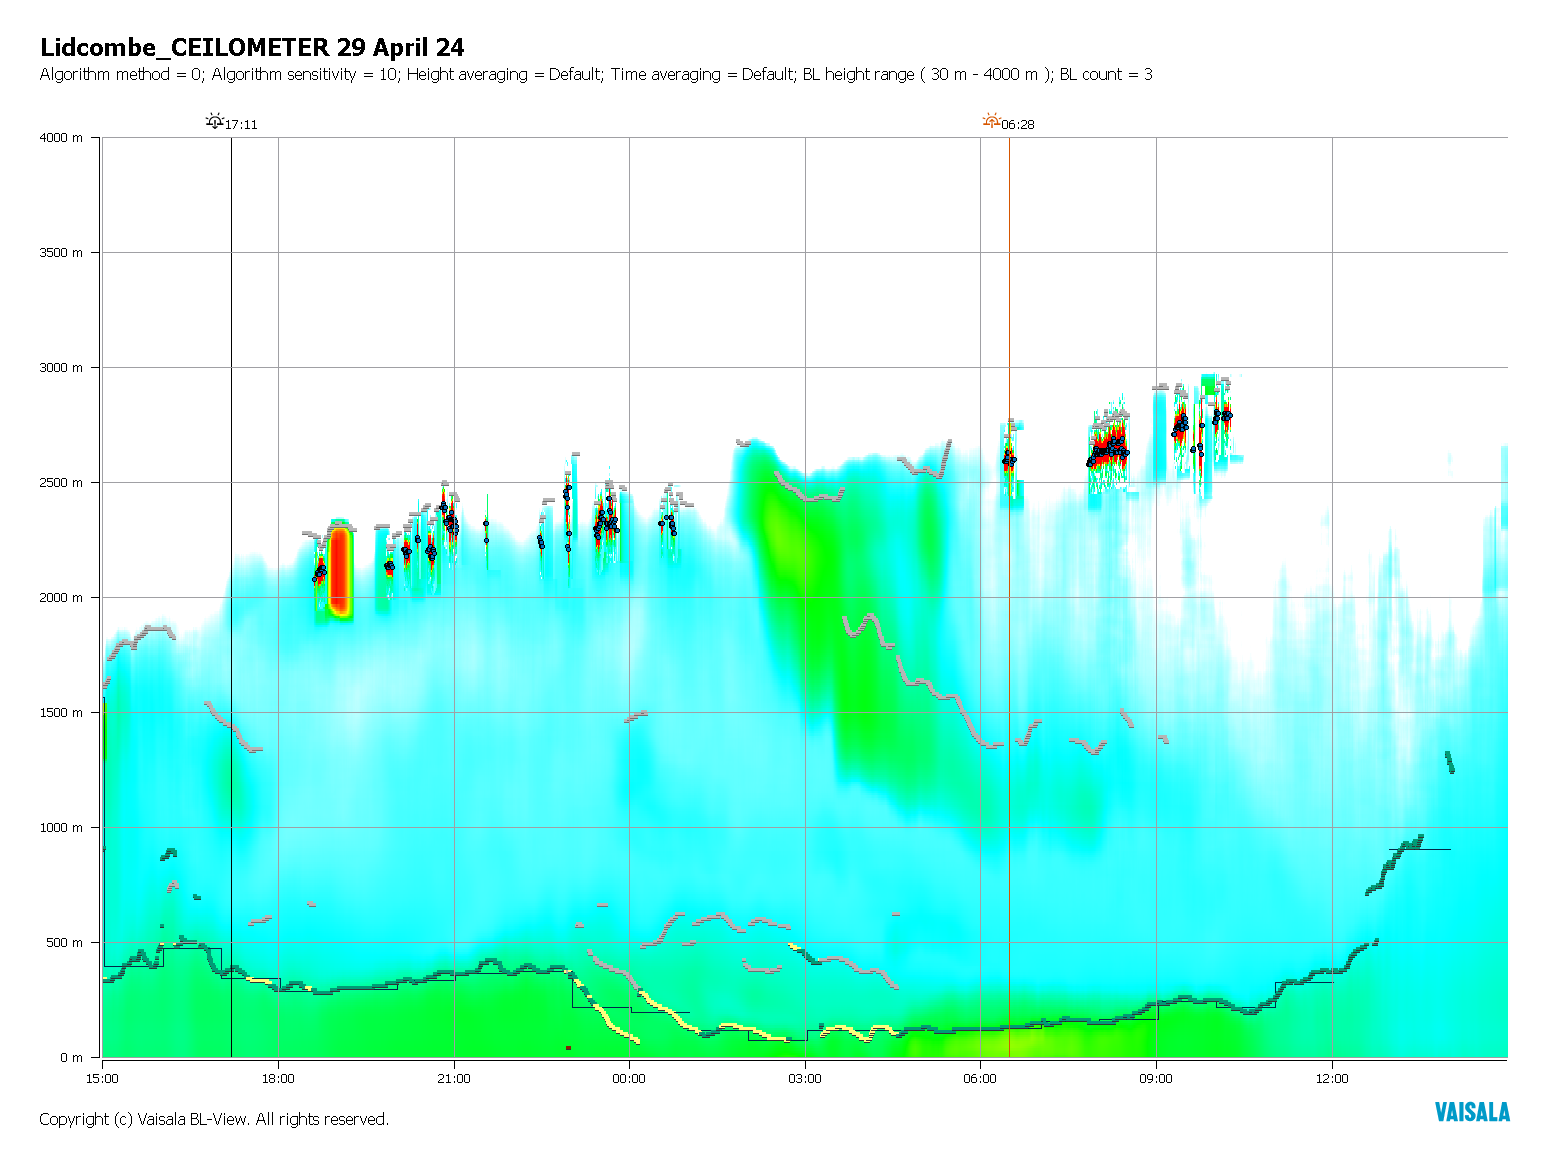 Lidcombe_CEILOMETER 29 April 24
Algorithm method = 0; Algorithm sensitivity = 10; Height averaging = Default; Time averaging = Default; BL height range ( 30 m - 4000 m ); BL count = 3
17:11 06:28
4000 m
3500 m
3000 m
2500 m
2000 m
1500 m
1000 m
500 m
0 m
15:00 18:00 21:00 00:00 03:00 06:00 09:00 12:00
Copyright (c) Vaisala BL-View. All rights reserved.
VAISALA